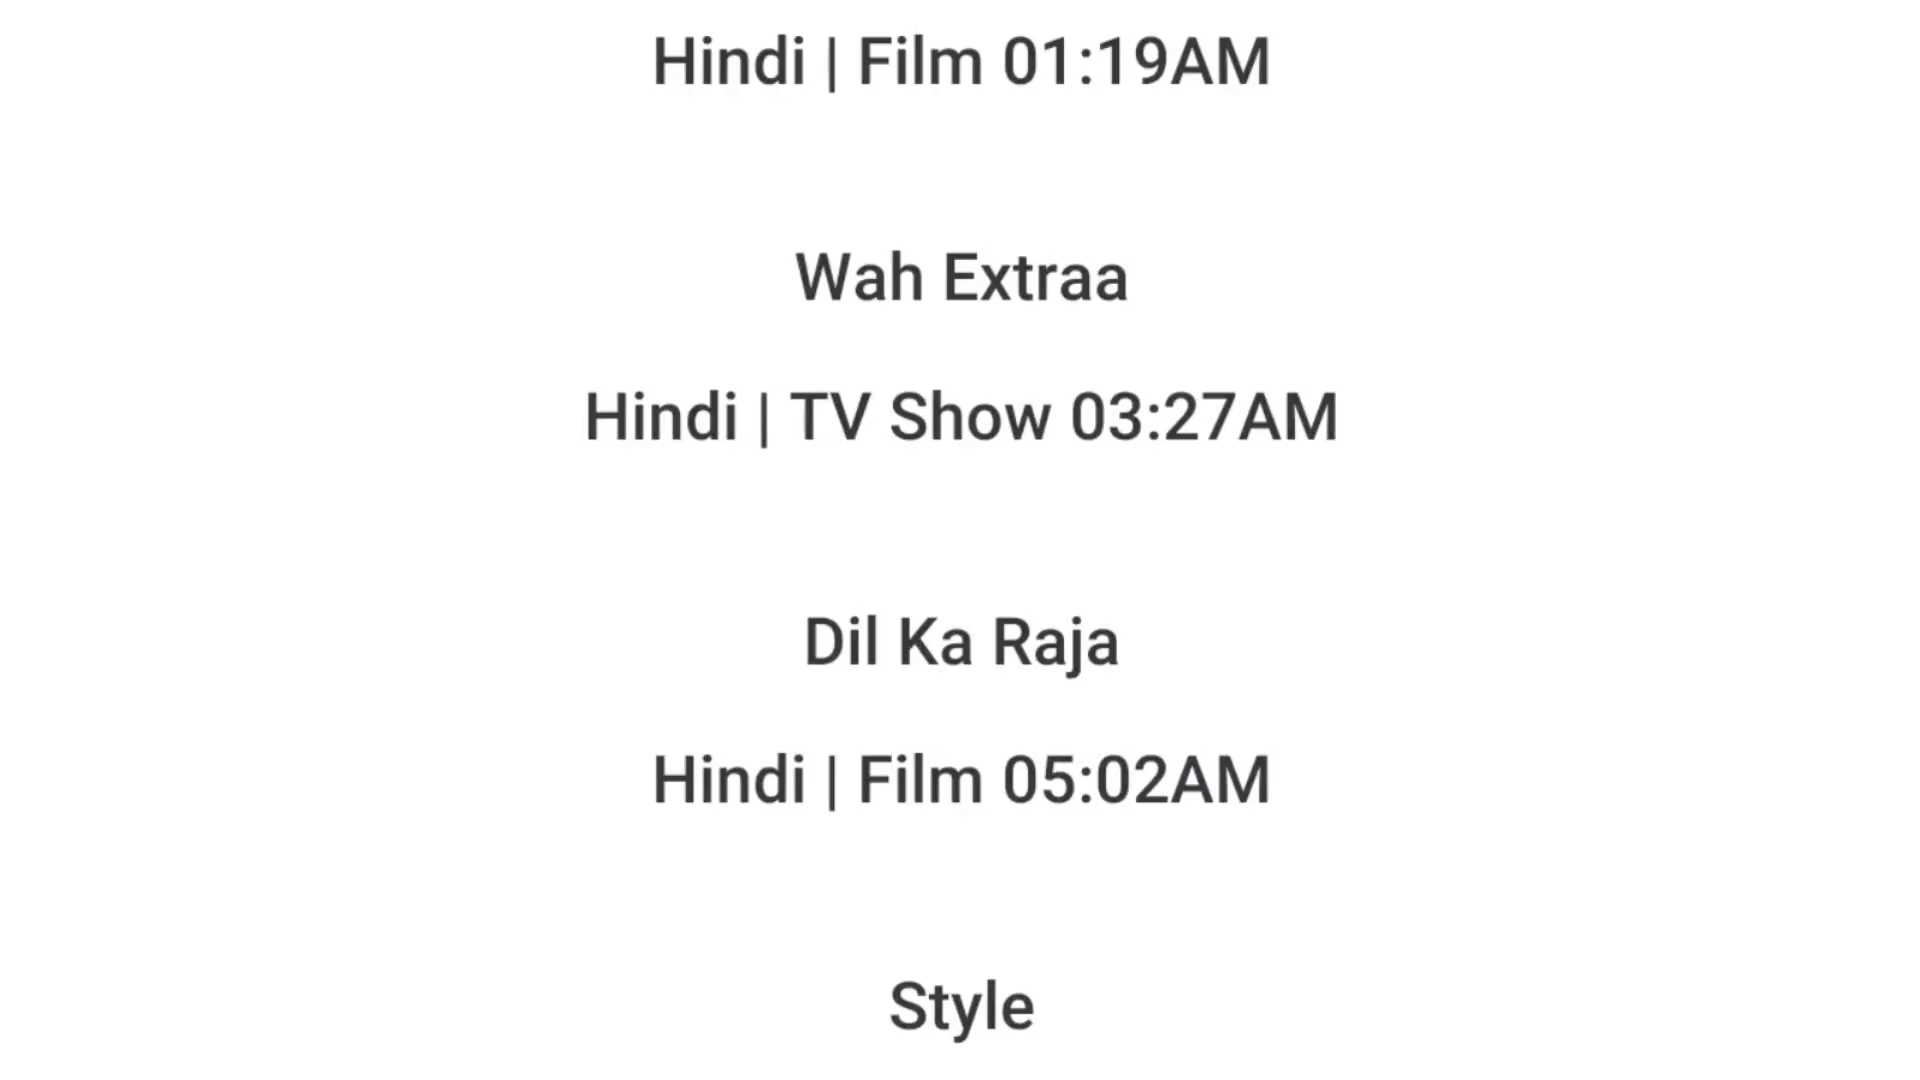 Hindi | Film 01:19AM
Wah Extraa
Hindi | TV Show 03:27AM
Dil Ka Raja
Hindi | Film 05:02AM
Style